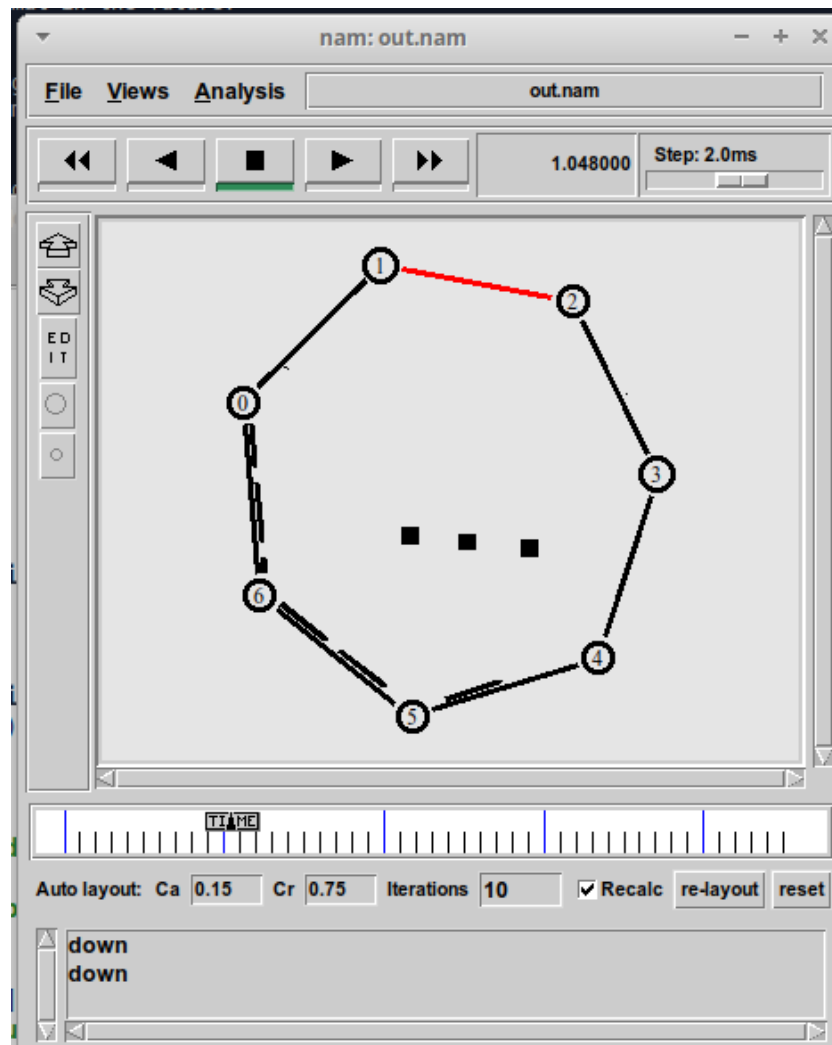 nam: out.nam
File Views Analysis out.nam
1.048000 Step: 2.0ms
ED
IT
1
2
0
3
6
4
5
TIME
Auto layout: Ca 0.15 Cr 0.75 Iterations 10 Recalc re-layout reset
down
down